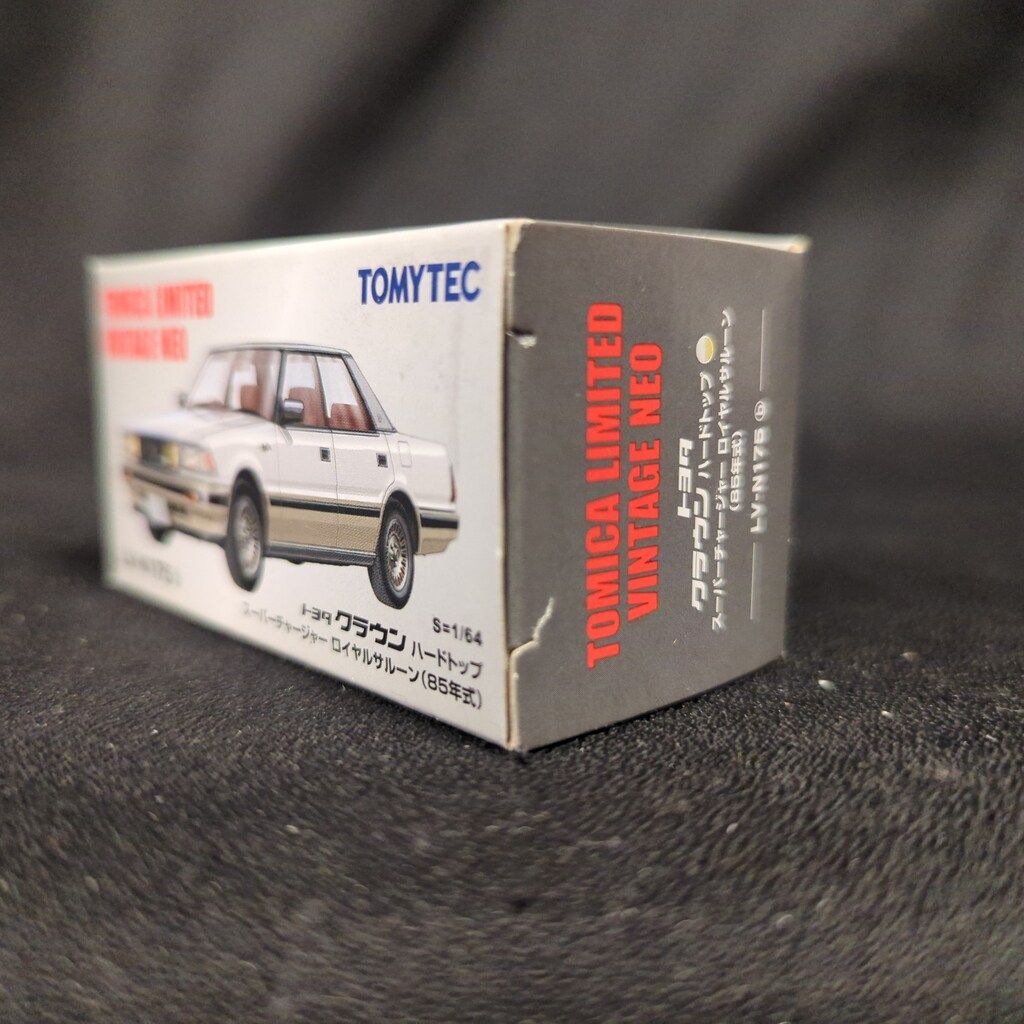 TOMICA LIMITED
VINTAGE NEO
TOMYTEC
S=1/64
トヨタ クラウン ハードトップ
スーパーチャージャー ロイヤルサルーン(85年式)
TOMICA LIMITED
VINTAGE NEO
トヨタ
クラウン ハードトップ
スーパーチャージャー ロイヤルサルーン
(85年式)
LV-N175 ⓑ